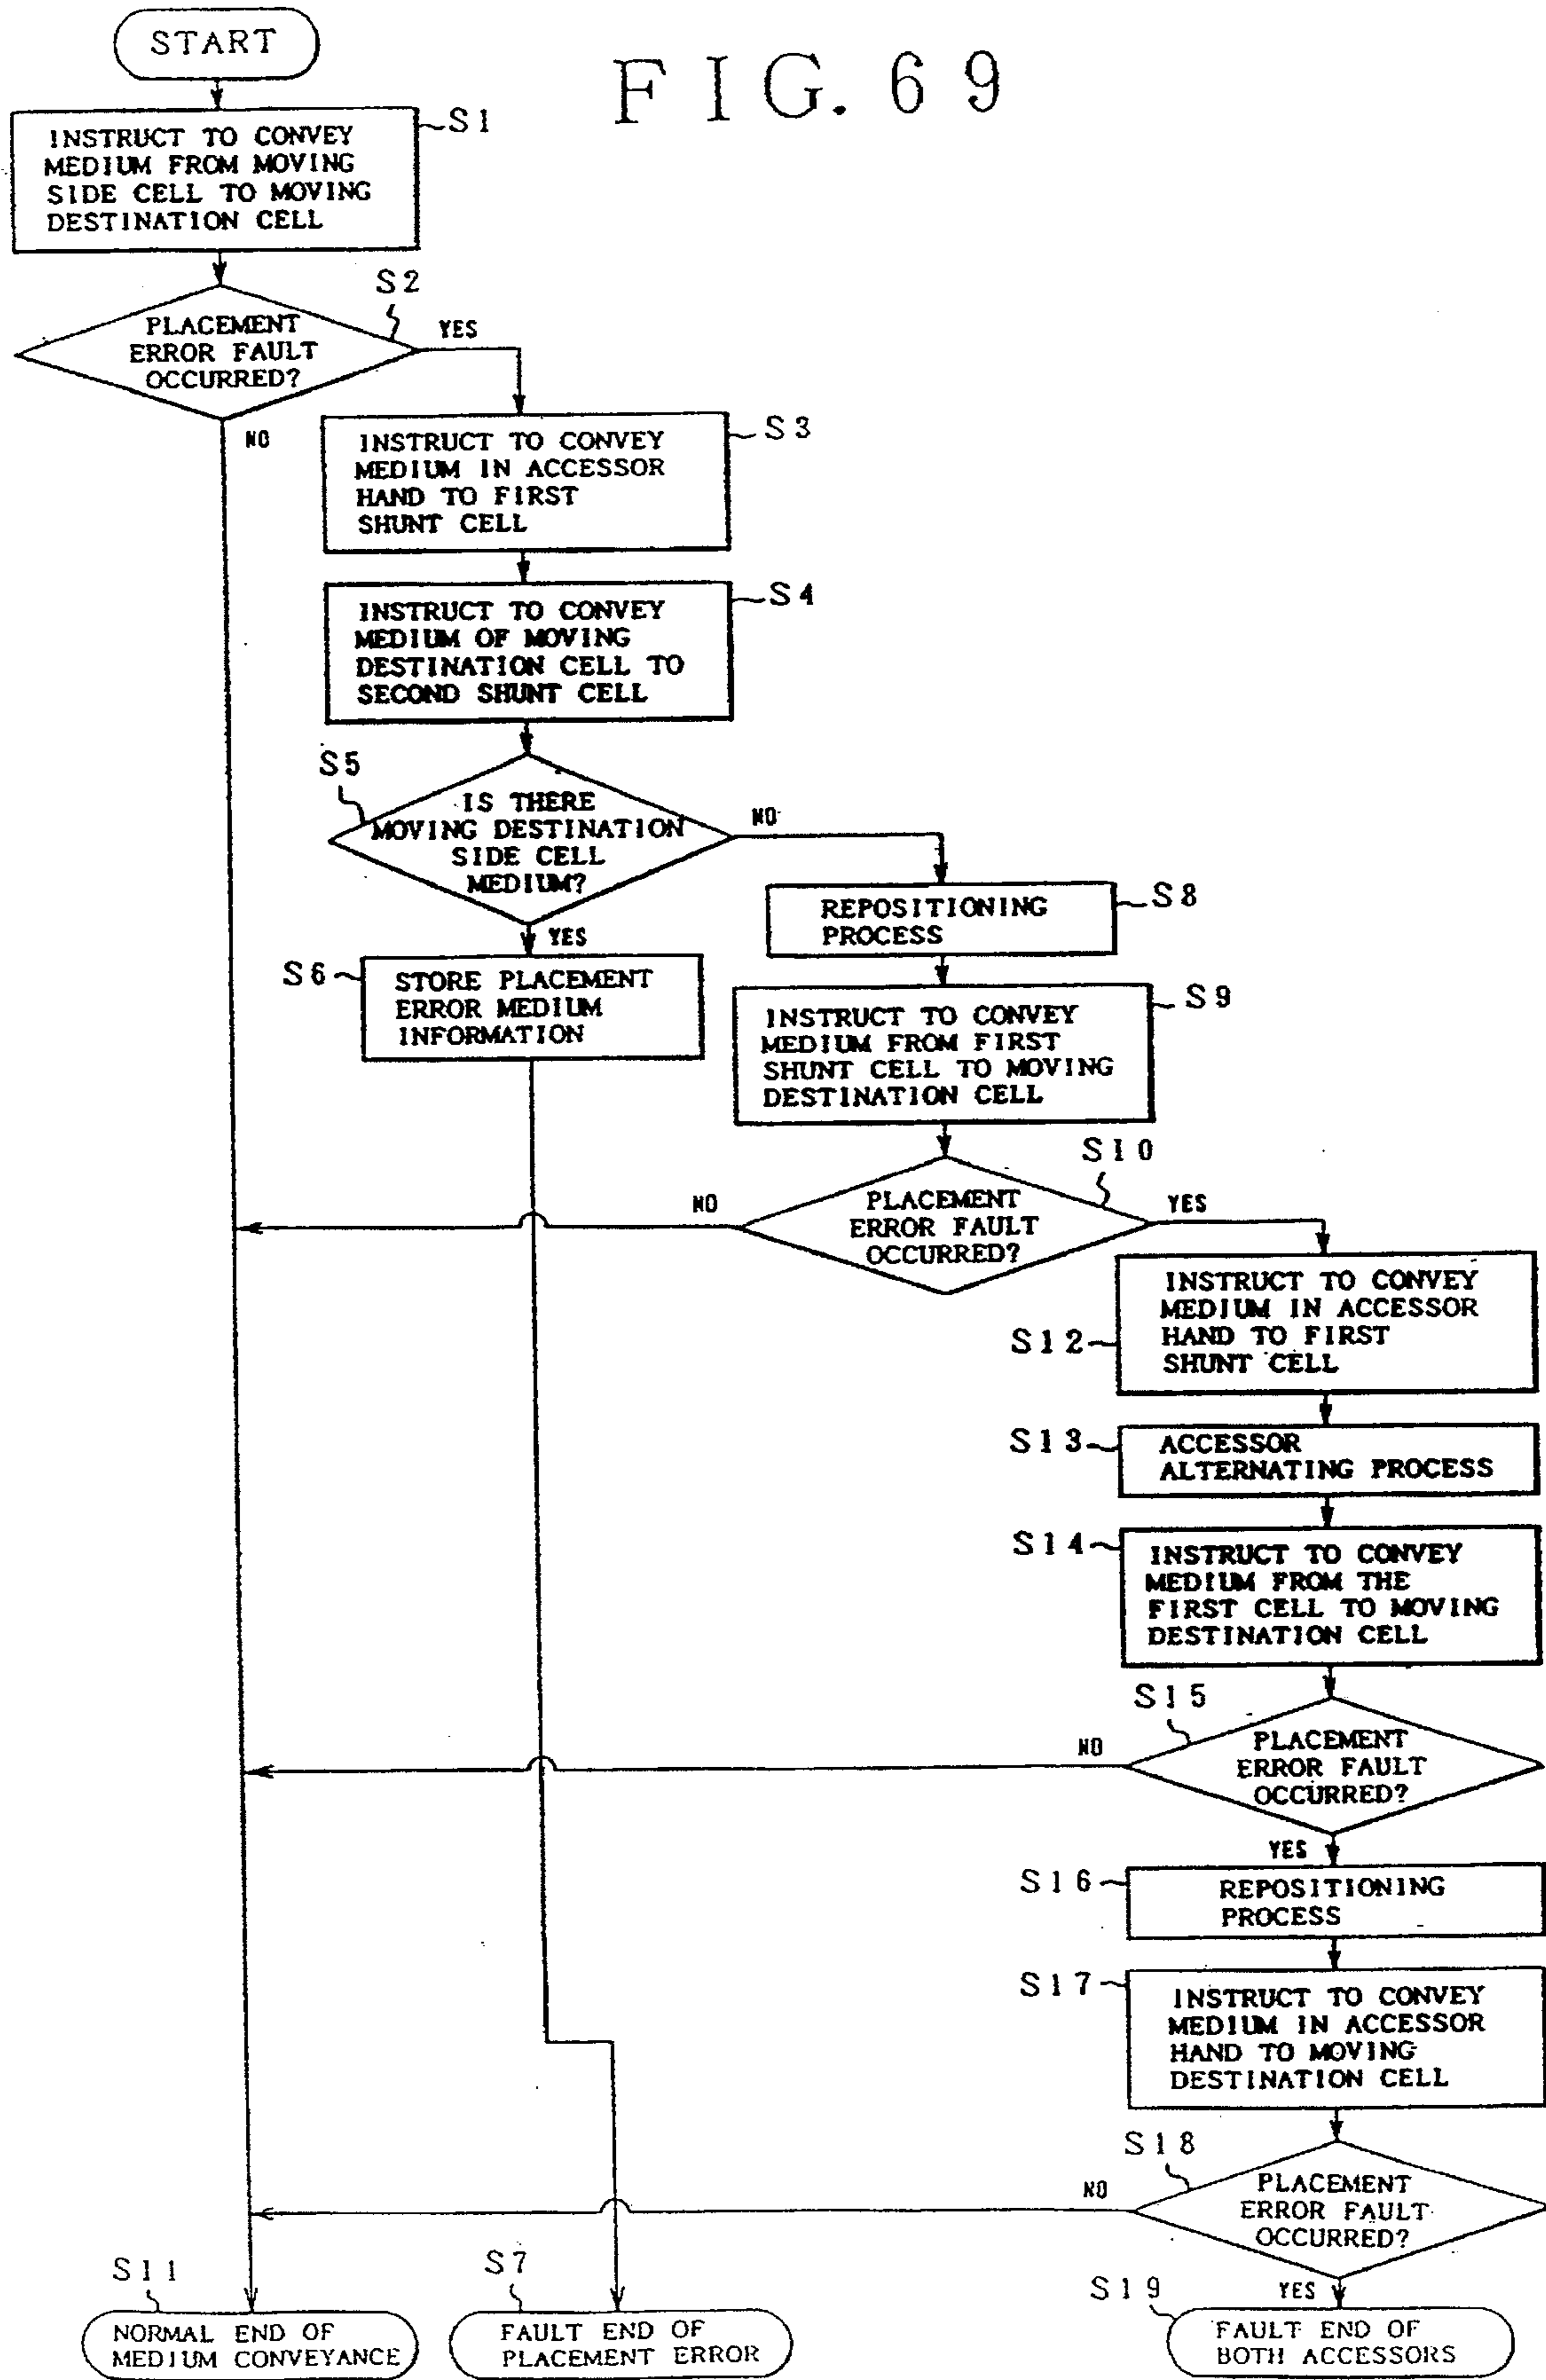 START
FIG. 69
S1
INSTRUCT TO CONVEY
MEDIUM FROM MOVING
SIDE CELL TO MOVING
DESTINATION CELL
S2
PLACEMENT
ERROR FAULT
OCCURRED?
YES
NO
S3
INSTRUCT TO CONVEY
MEDIUM IN ACCESSOR
HAND TO FIRST
SHUNT CELL
S4
INSTRUCT TO CONVEY
MEDIUM OF MOVING
DESTINATION CELL TO
SECOND SHUNT CELL
S5
IS THERE
MOVING DESTINATION
SIDE CELL
MEDIUM?
NO
YES
S6
STORE PLACEMENT
ERROR MEDIUM
INFORMATION
S8
REPOSITIONING
PROCESS
S9
INSTRUCT TO CONVEY
MEDIUM FROM FIRST
SHUNT CELL TO MOVING
DESTINATION CELL
S10
PLACEMENT
ERROR FAULT
OCCURRED?
NO
YES
S12
INSTRUCT TO CONVEY
MEDIUM IN ACCESSOR
HAND TO FIRST
SHUNT CELL
S13
ACCESSOR
ALTERNATING PROCESS
S14
INSTRUCT TO CONVEY
MEDIUM FROM THE
FIRST CELL TO MOVING
DESTINATION CELL
S15
PLACEMENT
ERROR FAULT
OCCURRED?
NO
YES
S16
REPOSITIONING
PROCESS
S17
INSTRUCT TO CONVEY
MEDIUM IN ACCESSOR
HAND TO MOVING
DESTINATION CELL
S18
PLACEMENT
ERROR FAULT
OCCURRED?
NO
YES
S11
NORMAL END OF
MEDIUM CONVEYANCE
S7
FAULT END OF
PLACEMENT ERROR
S19
FAULT END OF
BOTH ACCESSORS